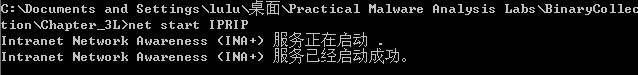 C:\Documents and Settings\lulu\桌面\Practical Malware Analysis Labs\BinaryCollec
tion\Chapter_3L>net start IPRIP
Intranet Network Awareness (INA+) 服务正在启动 .
Intranet Network Awareness (INA+) 服务已经启动成功。